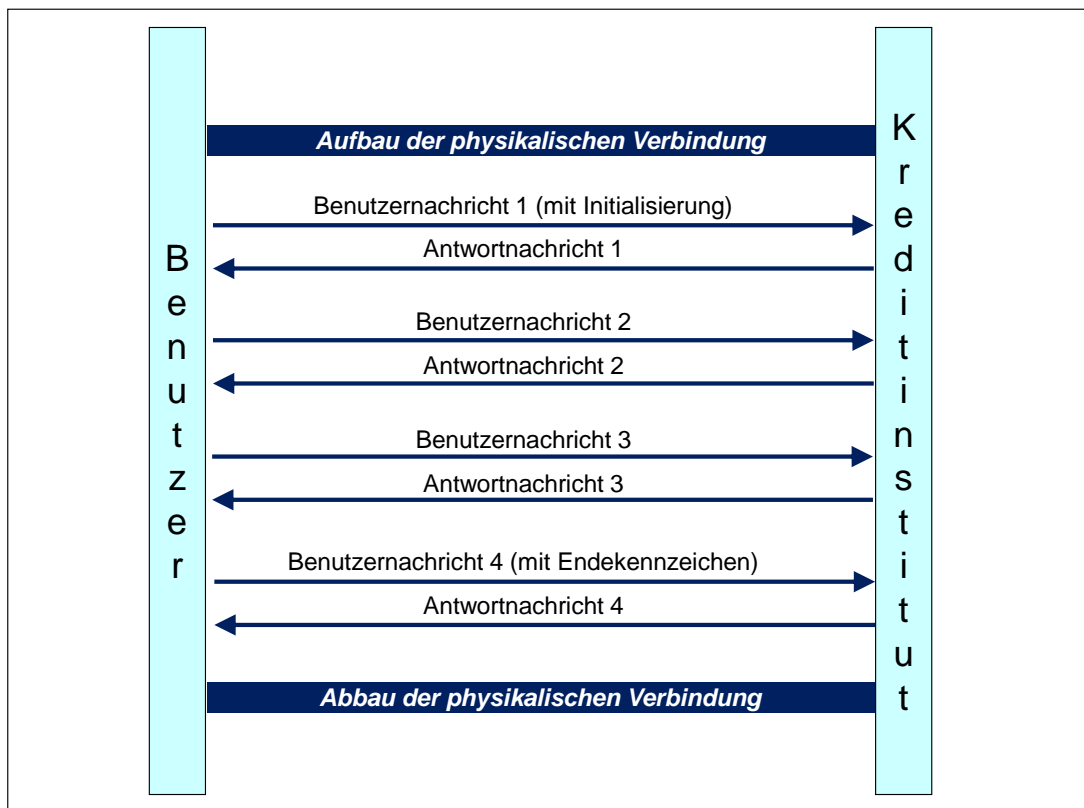 Aufbau der physikalischen Verbindung
Benutzernachricht 1 (mit Initialisierung)
Antwortnachricht 1
Benutzernachricht 2
Antwortnachricht 2
Benutzernachricht 3
Antwortnachricht 3
Benutzernachricht 4 (mit Endekennzeichen)
Antwortnachricht 4
Abbau der physikalischen Verbindung
Benutzer
Kreditinstitut